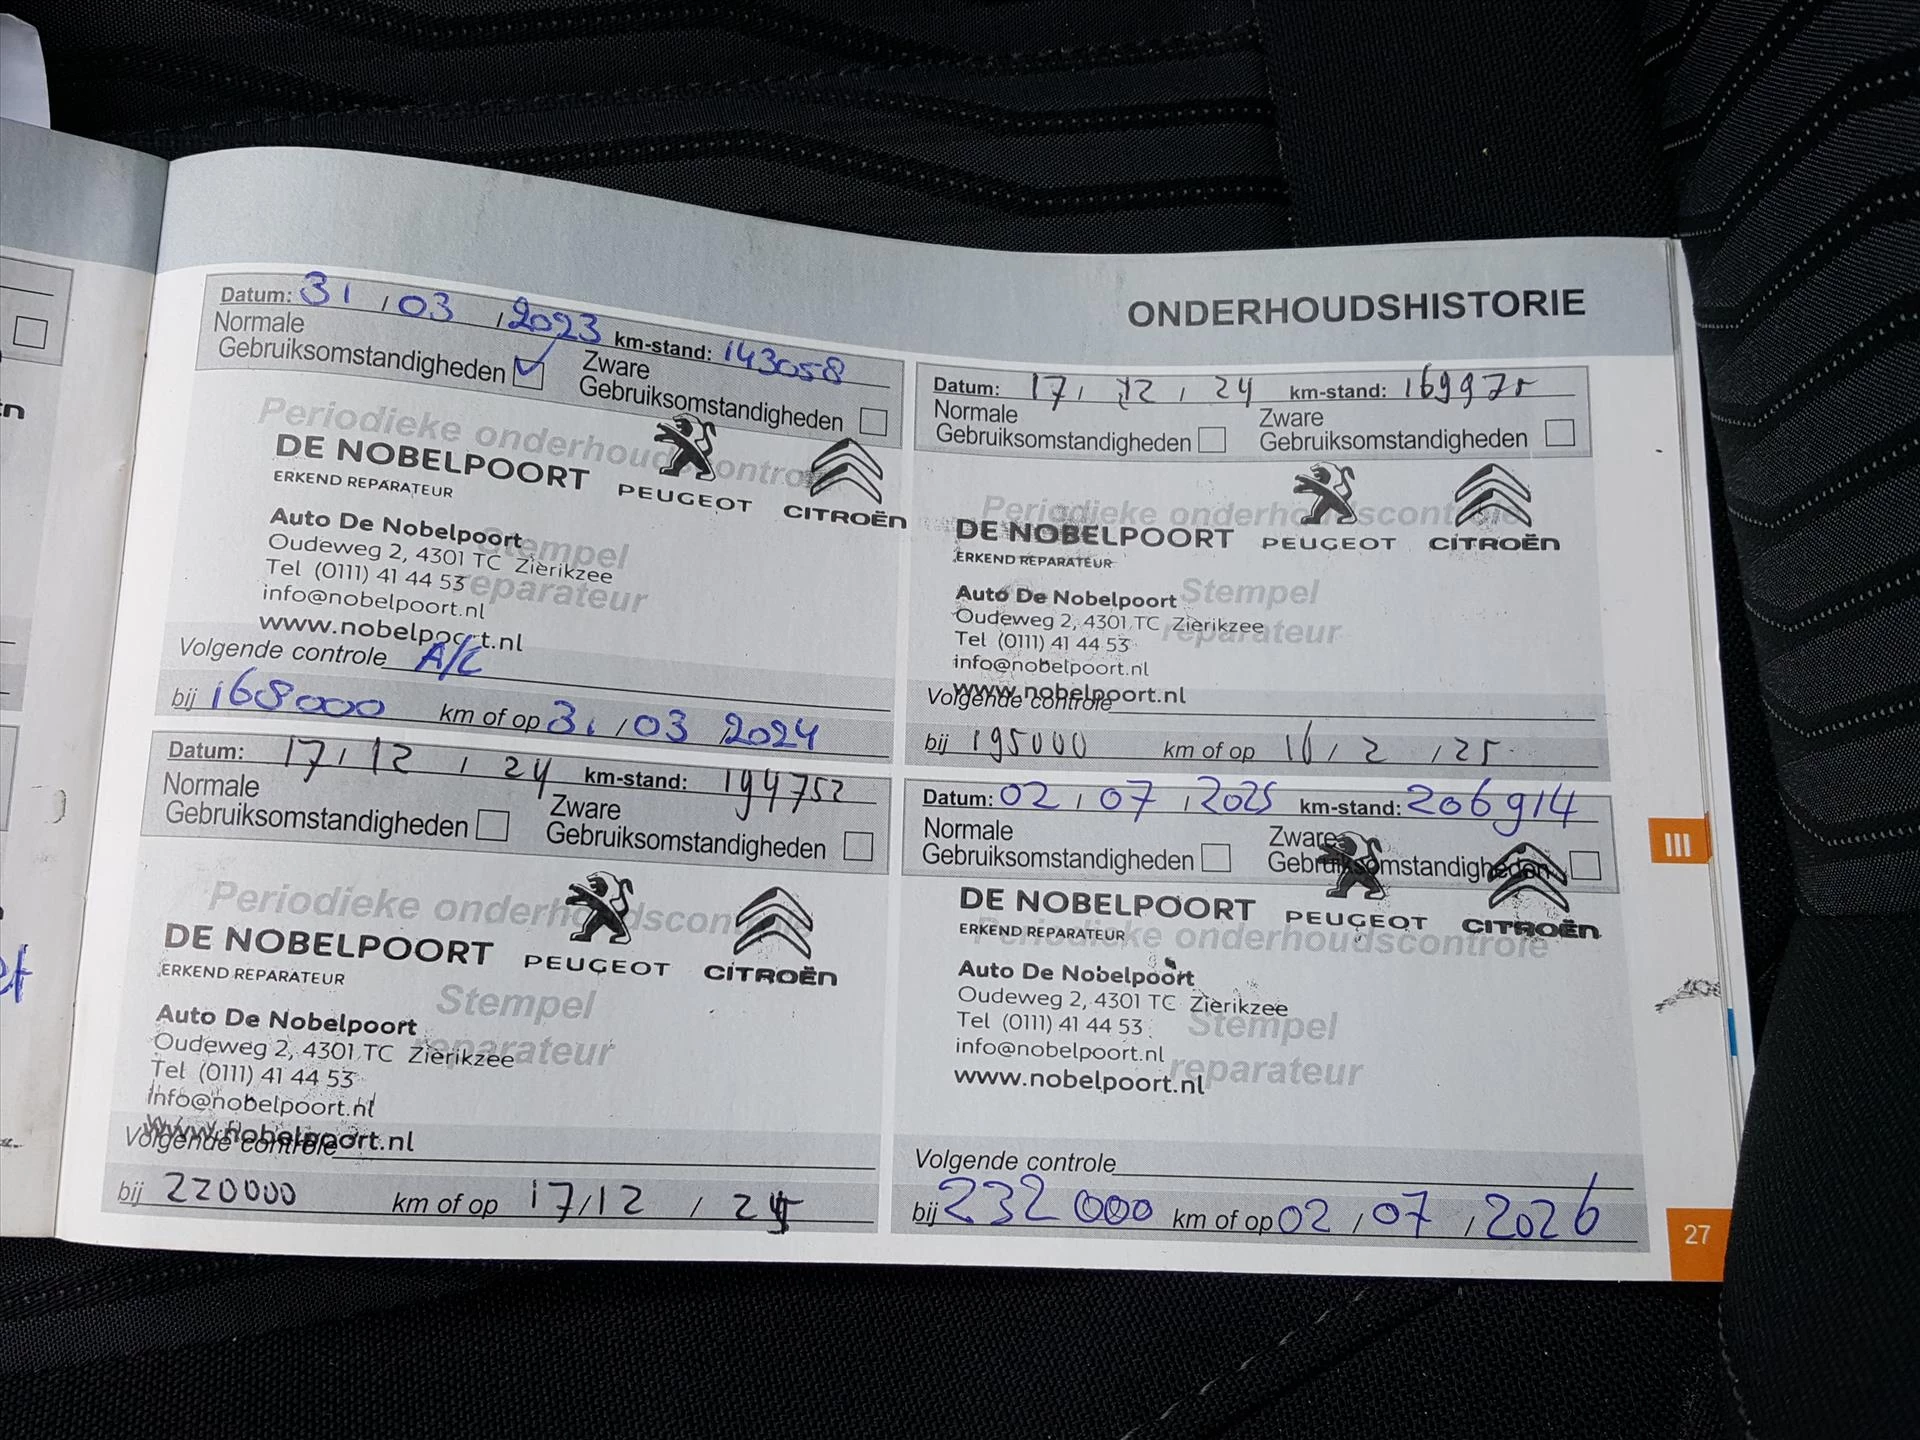 ONDERHOUDSHISTORIE
Datum: 31 / 03 / 2023 km-stand: 143058
Normale
Gebruiksomstandigheden
Zware
Gebruiksomstandigheden
Periodieke onderhoudscontrole
DE NOBELPOORT
ERKEND REPARATEUR
PEUGEOT
CITROËN
Stempel
reparateur
Auto De Nobelpoort
Oudeweg 2, 4301 TC Zierikzee
Tel (0111) 41 44 53
info@nobelpoort.nl
www.nobelpoort.nl
Volgende controle A/C
bij 168000 km of op 31 / 03 2024
Datum: 17 / 12 / 24 km-stand:
Normale
Gebruiksomstandigheden
Zware
Gebruiksomstandigheden
Periodieke onderhoudscontrole
DE NOBELPOORT
ERKEND REPARATEUR
PEUGEOT
CITROËN
Stempel
reparateur
Auto De Nobelpoort
Oudeweg 2, 4301 TC Zierikzee
Tel (0111) 41 44 53
info@nobelpoort.nl
www.nobelpoort.nl
Volgende controle
bij 195000 km of op / 2 / 25
Datum: 17 / 12 / 24 km-stand: 194752
Normale
Gebruiksomstandigheden
Zware
Gebruiksomstandigheden
Periodieke onderhoudscontrole
DE NOBELPOORT
ERKEND REPARATEUR
PEUGEOT
CITROËN
Stempel
reparateur
Auto De Nobelpoort
Oudeweg 2, 4301 TC Zierikzee
Tel (0111) 41 44 53
info@nobelpoort.nl
www.nobelpoort.nl
Volgende controle
bij 220000 km of op 17 / 12 / 25
Datum: 02 / 07 / 2025 km-stand: 206914
Normale
Gebruiksomstandigheden
Zware
Gebruiksomstandigheden
Periodieke onderhoudscontrole
DE NOBELPOORT
ERKEND REPARATEUR
PEUGEOT
CITROËN
Stempel
reparateur
Auto De Nobelpoort
Oudeweg 2, 4301 TC Zierikzee
Tel (0111) 41 44 53
info@nobelpoort.nl
www.nobelpoort.nl
Volgende controle
bij 232000 km of op 02 / 07 / 2026
III
27